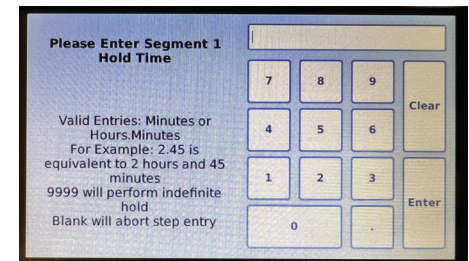 Please Enter Segment 1
Hold Time
Valid Entries: Minutes or
Hours.Minutes
For Example: 2.45 is
equivalent to 2 hours and 45
minutes
9999 will perform indefinite
hold
Blank will abort step entry
7 8 9
Clear
4 5 6
1 2 3
Enter
0 .